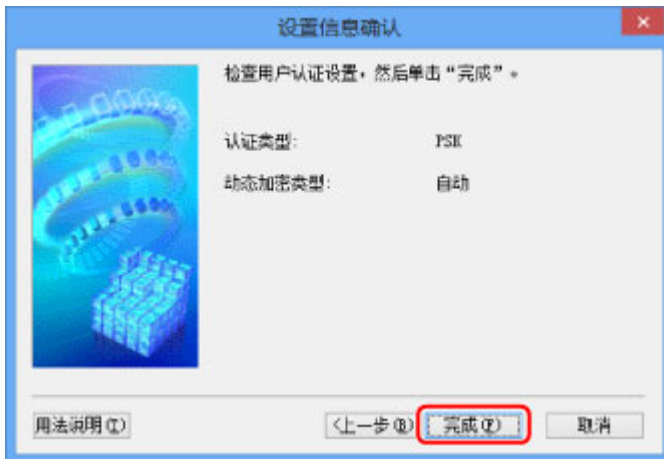 设置信息确认
检查用户认证设置，然后单击“完成”。
认证类型： PSK
动态加密类型： 自动
用法说明(I) <上一步(B) 完成(F) 取消